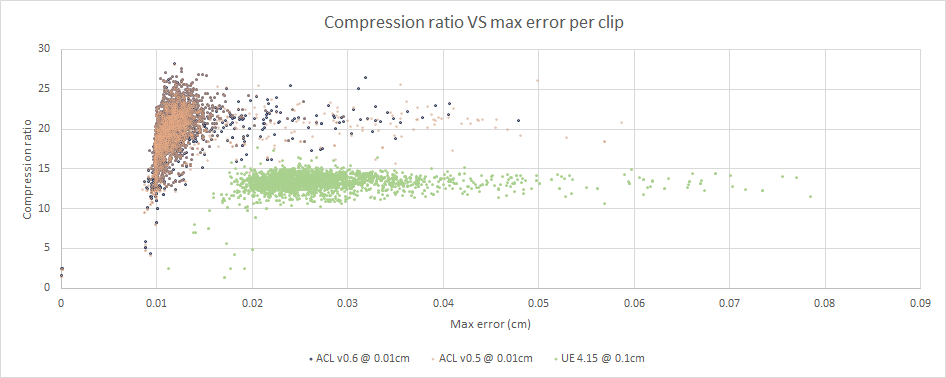 Compression ratio VS max error per clip
30
25
20
15
10
5
0
Compression ratio
0 0.01 0.02 0.03 0.04 0.05 0.06 0.07 0.08 0.09
Max error (cm)
ACL v0.6 @ 0.01cm ACL v0.5 @ 0.01cm UE 4.15 @ 0.1cm